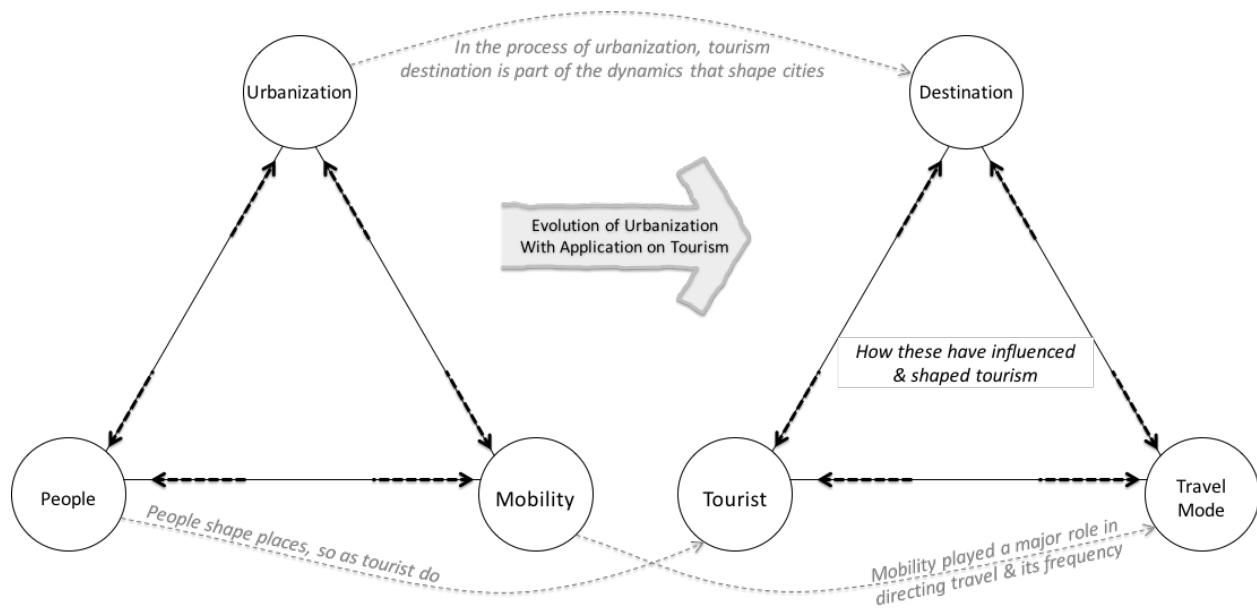 In the process of urbanization, tourism
destination is part of the dynamics that shape cities
Urbanization
Destination
Evolution of Urbanization
With Application on Tourism
How these have influenced
& shaped tourism
People
Mobility
Tourist
Travel
Mode
People shape places, so as tourist do
Mobility played a major role in
directing travel & its frequency